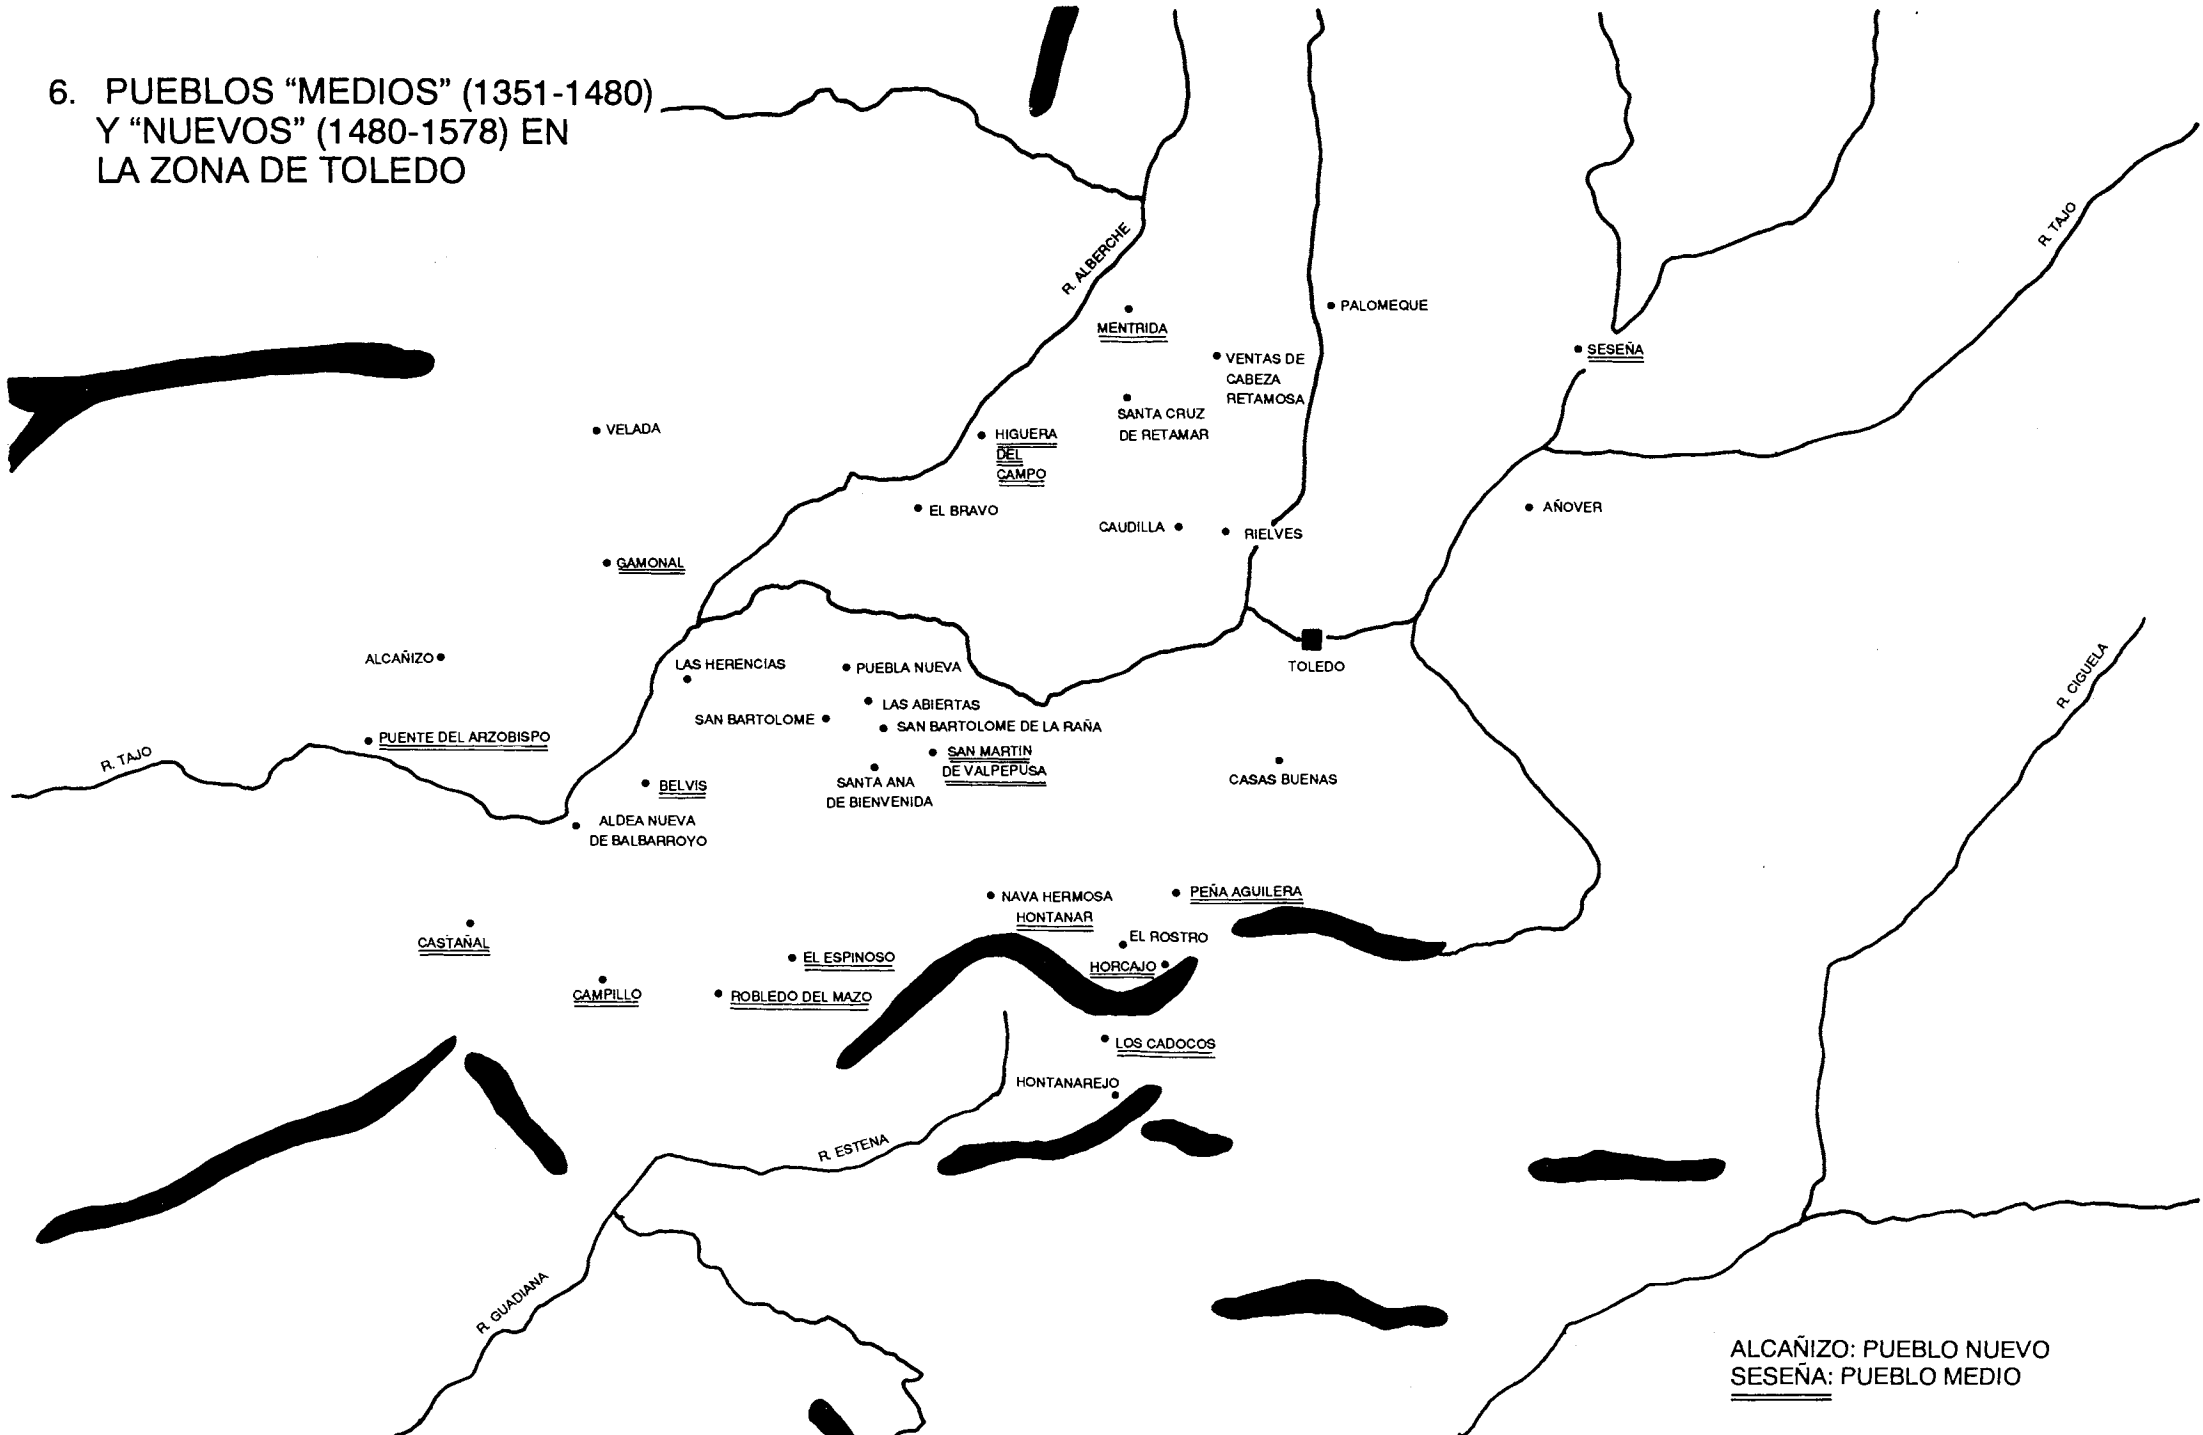 6. PUEBLOS “MEDIOS” (1351-1480)
Y “NUEVOS” (1480-1578) EN
LA ZONA DE TOLEDO
R. ALBERCHE
R. TAJO
PALOMEQUE
MENTRIDA
SESEÑA
VENTAS DE
CABEZA
RETAMOSA
SANTA CRUZ
DE RETAMAR
VELADA
HIGUERA
DEL
CAMPO
EL BRAVO
AÑOVER
CAUDILLA
RIELVES
GAMONAL
ALCAÑIZO
LAS HERENCIAS
PUEBLA NUEVA
TOLEDO
R. CIGUELA
LAS ABIERTAS
SAN BARTOLOME
SAN BARTOLOME DE LA RAÑA
PUENTE DEL ARZOBISPO
R. TAJO
SAN MARTIN
DE VALPEPUSA
BELVIS
SANTA ANA
DE BIENVENIDA
CASAS BUENAS
ALDEA NUEVA
DE BALBARROYO
NAVA HERMOSA
HONTANAR
PEÑA AGUILERA
EL ROSTRO
CASTAÑAL
EL ESPINOSO
HORCAJO
CAMPILLO
ROBLEDO DEL MAZO
LOS CADOCOS
HONTANAREJO
R. ESTENA
R. GUADIANA
ALCAÑIZO: PUEBLO NUEVO
SESEÑA: PUEBLO MEDIO